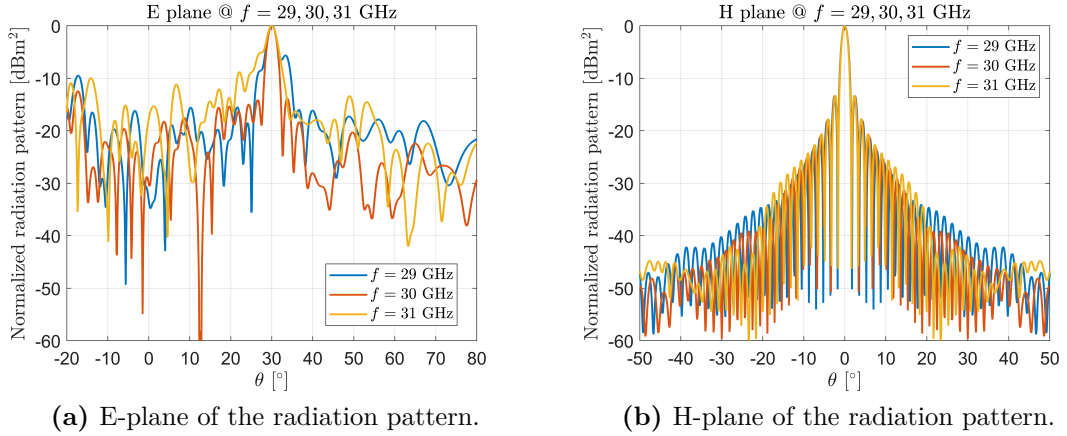 E plane @ f = 29, 30, 31 GHz
Normalized radiation pattern [dBm²]
0
-10
-20
-30
-40
-50
-60
f = 29 GHz
f = 30 GHz
f = 31 GHz
-20 -10 0 10 20 30 40 50 60 70 80
θ [°]
(a) E-plane of the radiation pattern.
H plane @ f = 29, 30, 31 GHz
Normalized radiation pattern [dBm²]
0
-10
-20
-30
-40
-50
-60
f = 29 GHz
f = 30 GHz
f = 31 GHz
-50 -40 -30 -20 -10 0 10 20 30 40 50
θ [°]
(b) H-plane of the radiation pattern.